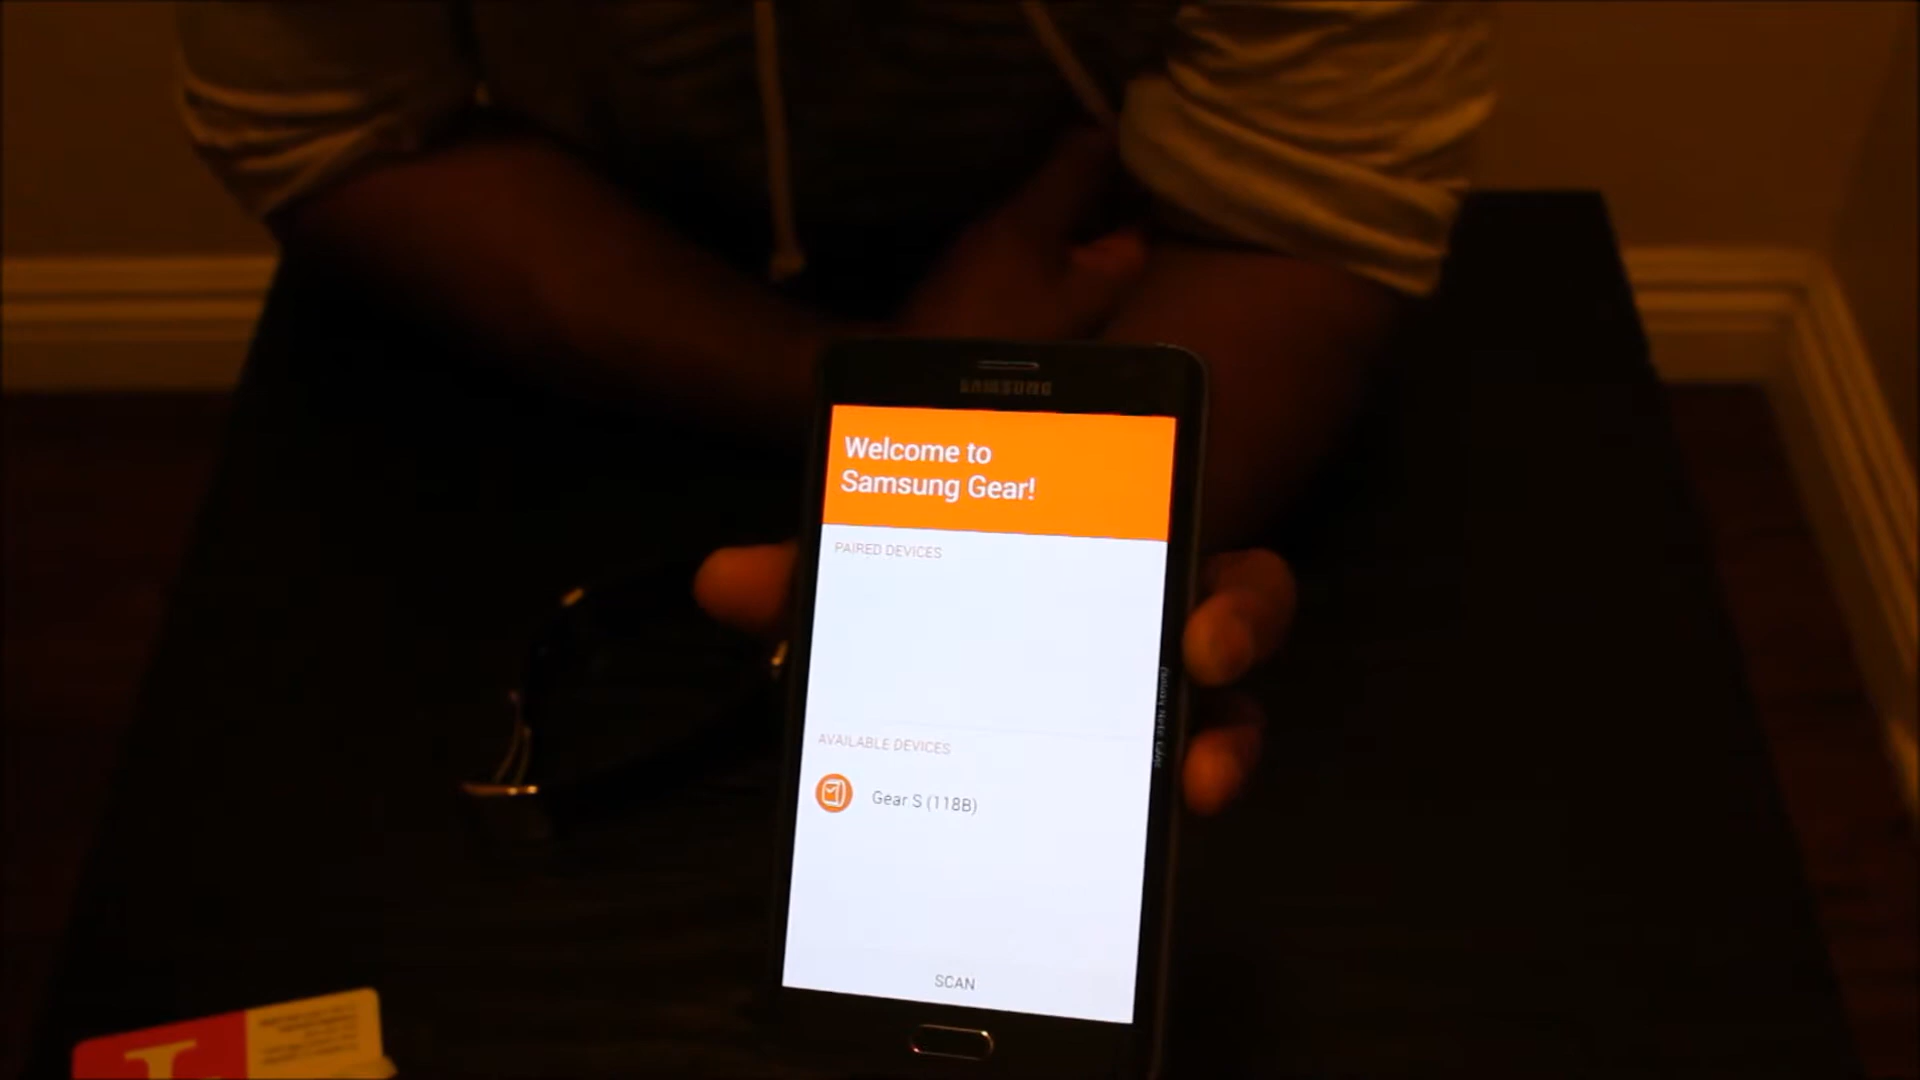 SAMSUNG
Welcome to
Samsung Gear!
PAIRED DEVICES
AVAILABLE DEVICES
Gear S (118B)
SCAN